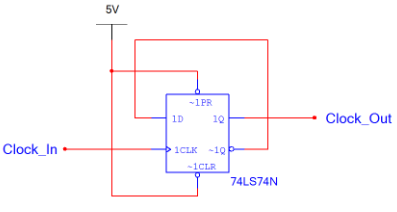 5V
~1PR
1D 1Q
Clock_Out
Clock_In
1CLK ~1Q
~1CLR
74LS74N